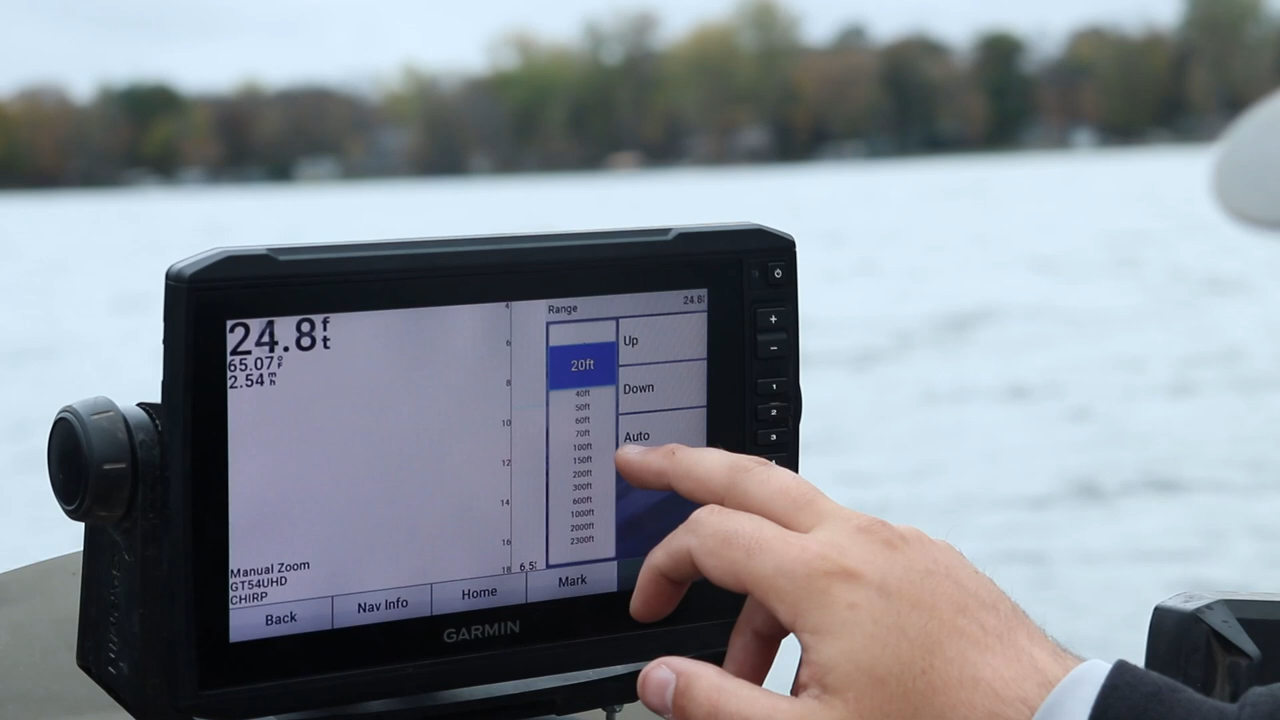 24.8 ft
65.07 °F
2.54 mh
4
6
8
10
12
14
16
18
6.5
Range
24.8
20ft
40ft
50ft
60ft
70ft
100ft
150ft
200ft
300ft
600ft
1000ft
2000ft
2300ft
Up
Down
Auto
Manual Zoom
GT54UHD
CHIRP
Back
Nav Info
Home
Mark
GARMIN
+
-
1
2
3